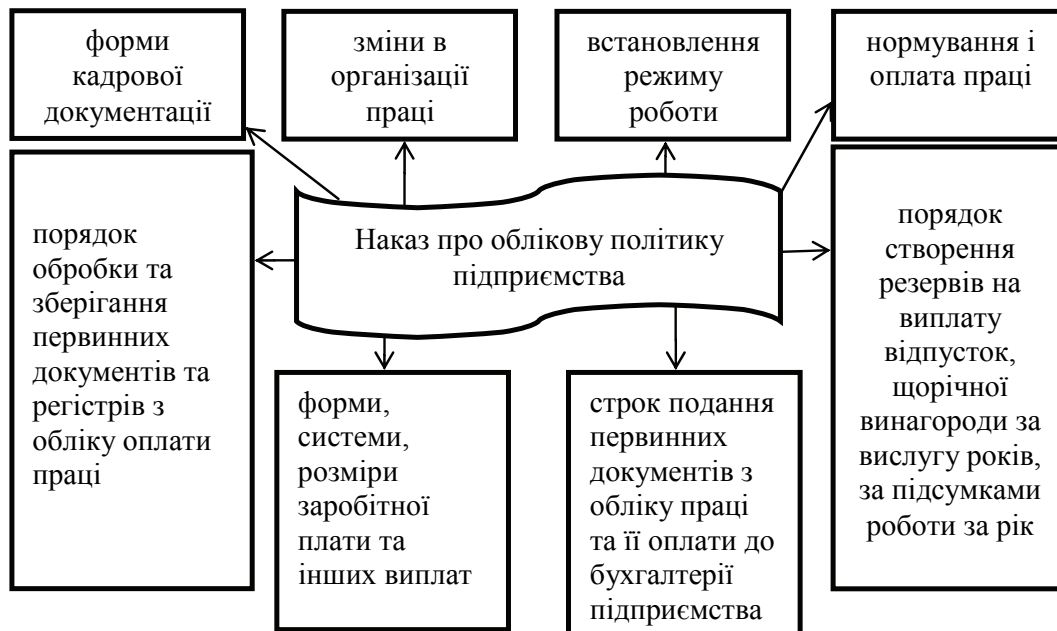 форми
кадрової
документації
зміни в
організації
праці
встановлення
режиму
роботи
нормування і
оплата праці
порядок
обробки та
зберігання
первинних
документів та
регістрів з
обліку оплати
праці
Наказ про облікову політику
підприємства
порядок
створення
резервів на
виплату
відпусток,
щорічної
винагороди за
вислугу років,
за підсумками
роботи за рік
форми,
системи,
розміри
заробітної
плати та
інших виплат
строк подання
первинних
документів з
обліку праці
та її оплати до
бухгалтерії
підприємства